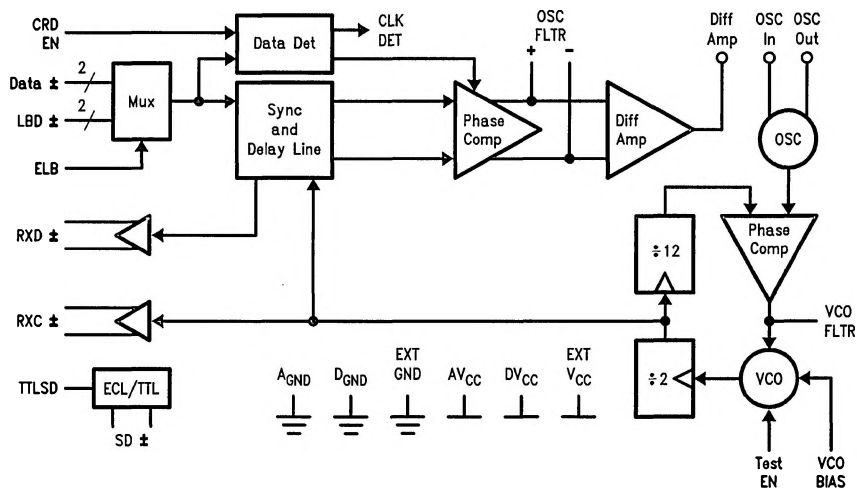 CRD
EN
Data ±
2
LBD ±
2
ELB
Mux
Data Det
CLK
DET
Sync
and
Delay Line
Phase
Comp
OSC
FLTR
+
−
Diff
Amp
Diff
Amp
OSC
In
OSC
Out
OSC
Phase
Comp
÷12
RXD ±
RXC ±
VCO
FLTR
÷2
VCO
TTLSD
ECL/TTL
SD ±
AGND
DGND
EXT
GND
AVCC
DVCC
EXT
VCC
Test
EN
VCO
BIAS